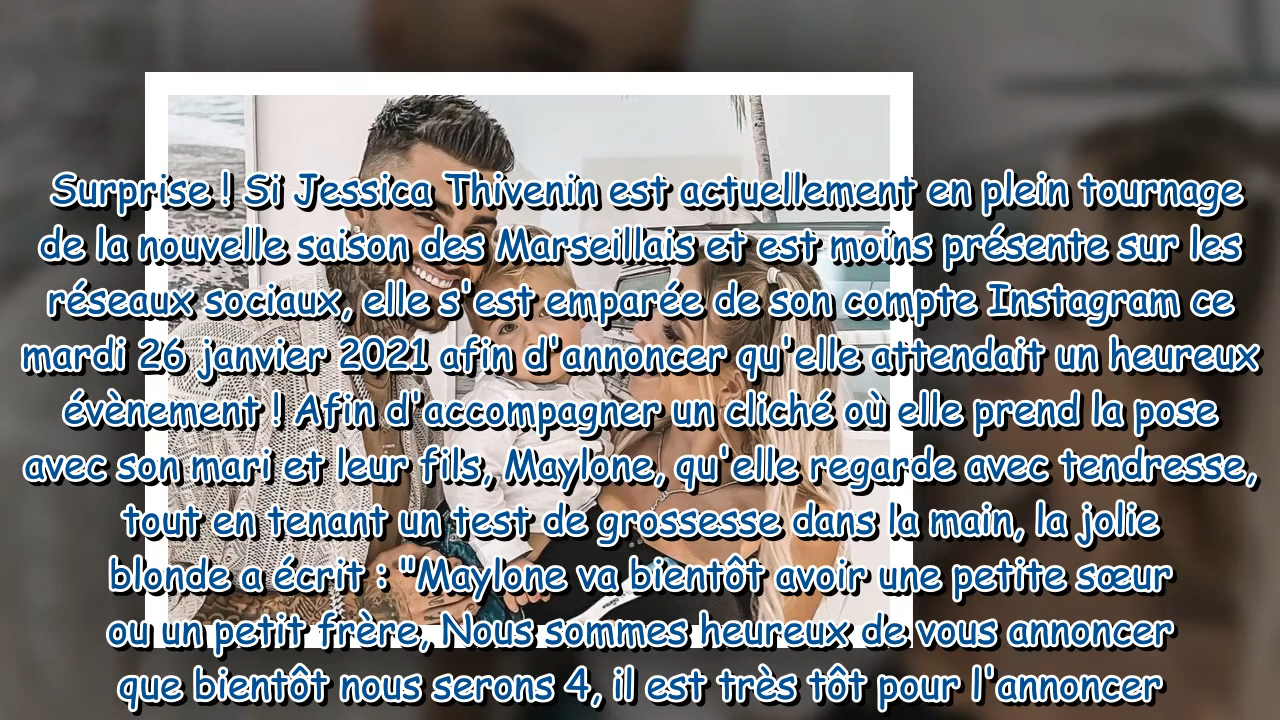 Surprise ! Si Jessica Thivenin est actuellement en plein tournage
de la nouvelle saison des Marseillais et est moins présente sur les
réseaux sociaux, elle s'est emparée de son compte Instagram ce
mardi 26 janvier 2021 afin d'annoncer qu'elle attendait un heureux
évènement ! Afin d'accompagner un cliché où elle prend la pose
avec son mari et leur fils, Maylone, qu'elle regarde avec tendresse,
tout en tenant un test de grossesse dans la main, la jolie
blonde a écrit : "Maylone va bientôt avoir une petite sœur
ou un petit frère, Nous sommes heureux de vous annoncer
que bientôt nous serons 4, il est très tôt pour l'annoncer